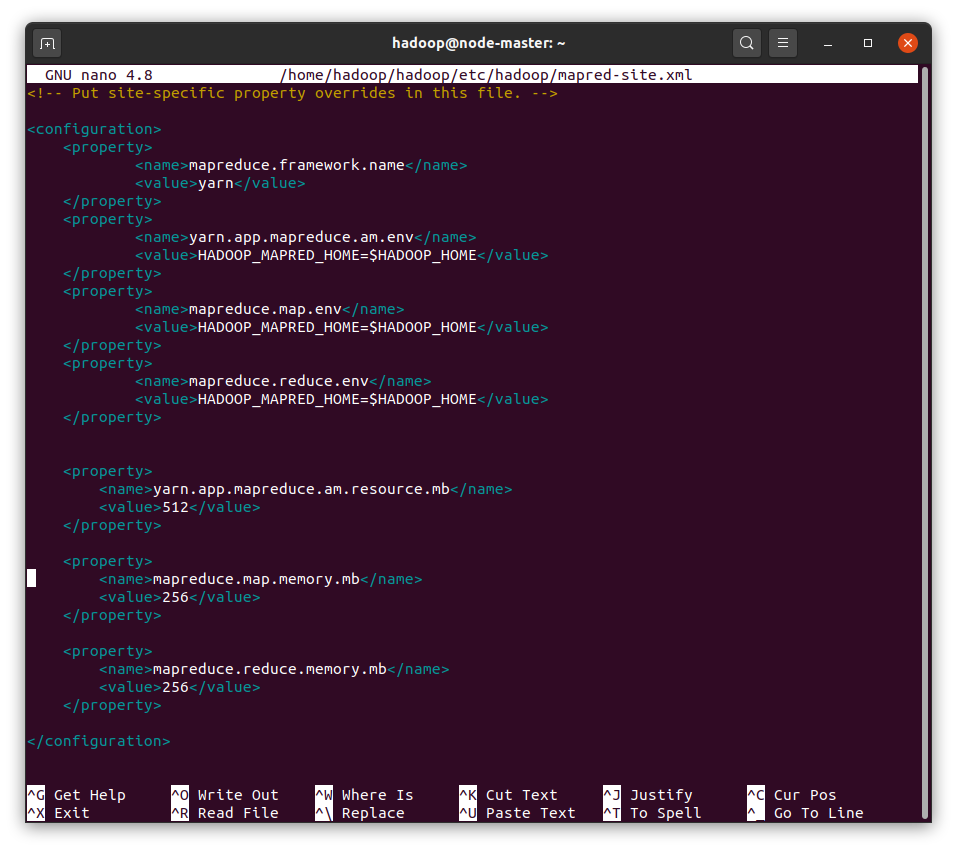 hadoop@node-master: ~
GNU nano 4.8 /home/hadoop/hadoop/etc/hadoop/mapred-site.xml
<!-- Put site-specific property overrides in this file. -->
<configuration>
<property>
<name>mapreduce.framework.name</name>
<value>yarn</value>
</property>
<property>
<name>yarn.app.mapreduce.am.env</name>
<value>HADOOP_MAPRED_HOME=$HADOOP_HOME</value>
</property>
<property>
<name>mapreduce.map.env</name>
<value>HADOOP_MAPRED_HOME=$HADOOP_HOME</value>
</property>
<property>
<name>mapreduce.reduce.env</name>
<value>HADOOP_MAPRED_HOME=$HADOOP_HOME</value>
</property>
<property>
<name>yarn.app.mapreduce.am.resource.mb</name>
<value>512</value>
</property>
<property>
<name>mapreduce.map.memory.mb</name>
<value>256</value>
</property>
<property>
<name>mapreduce.reduce.memory.mb</name>
<value>256</value>
</property>
</configuration>
^G Get Help ^O Write Out ^W Where Is ^K Cut Text ^J Justify ^C Cur Pos
^X Exit ^R Read File ^\ Replace ^U Paste Text ^T To Spell ^_ Go To Line